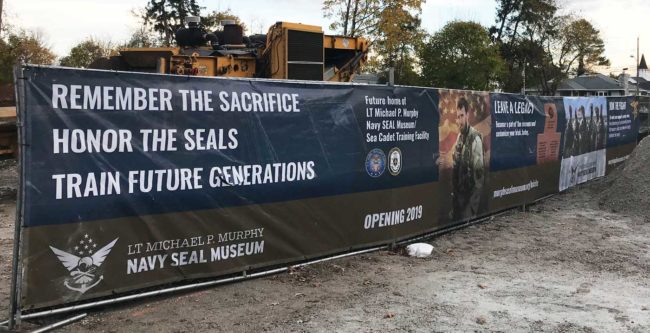 REMEMBER THE SACRIFICE
HONOR THE SEALS
TRAIN FUTURE GENERATIONS
LT MICHAEL P. MURPHY
NAVY SEAL MUSEUM
Future home of
LT Michael P. Murphy
Navy SEAL Museum/
Sea Cadet Training
Facility
OPENING 2019
LEAVE A LEGACY